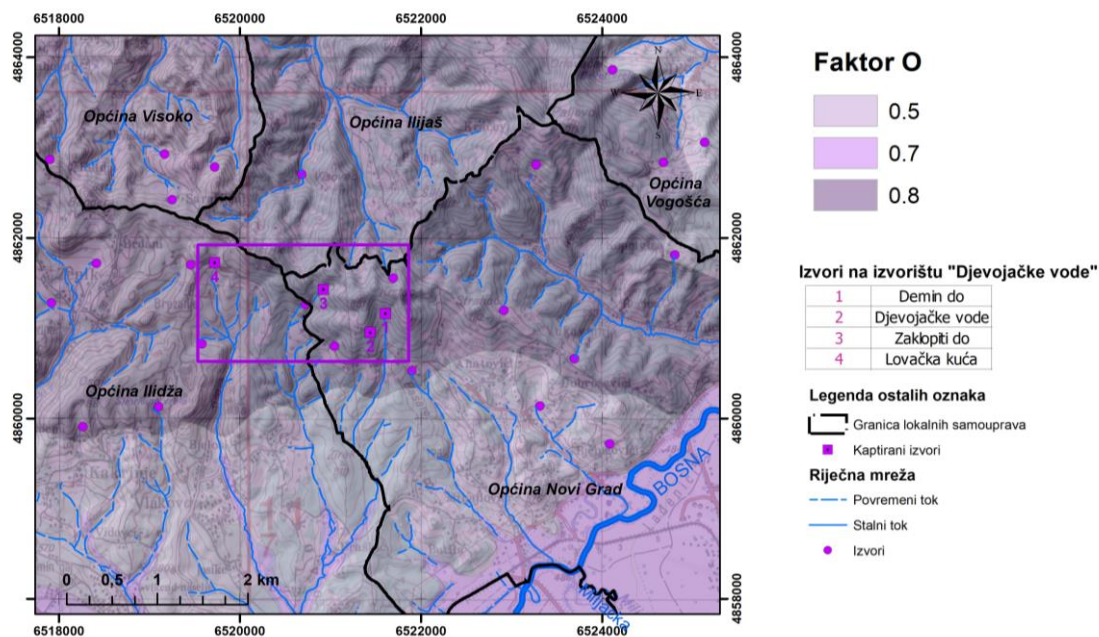 6518000 6520000 6522000 6524000
4864000 4864000
4862000 4862000
4860000 4860000
4858000 4858000
Općina Visoko
Općina Ilijaš
Općina
Vogošća
4
3
1
2
Općina Ilidža
Općina Novi Grad
BOSNA
Miljacka
N
W E
S
0 0,5 1 2 km
6518000 6520000 6522000 6524000
Faktor O
0.5
0.7
0.8
Izvori na izvorištu "Djevojačke vode"
1 Demin do
2 Djevojačke vode
3 Zaklopiti do
4 Lovačka kuća
Legenda ostalih oznaka
Granica lokalnih samouprava
Kaptirani izvori
Riječna mreža
Povremeni tok
Stalni tok
Izvori